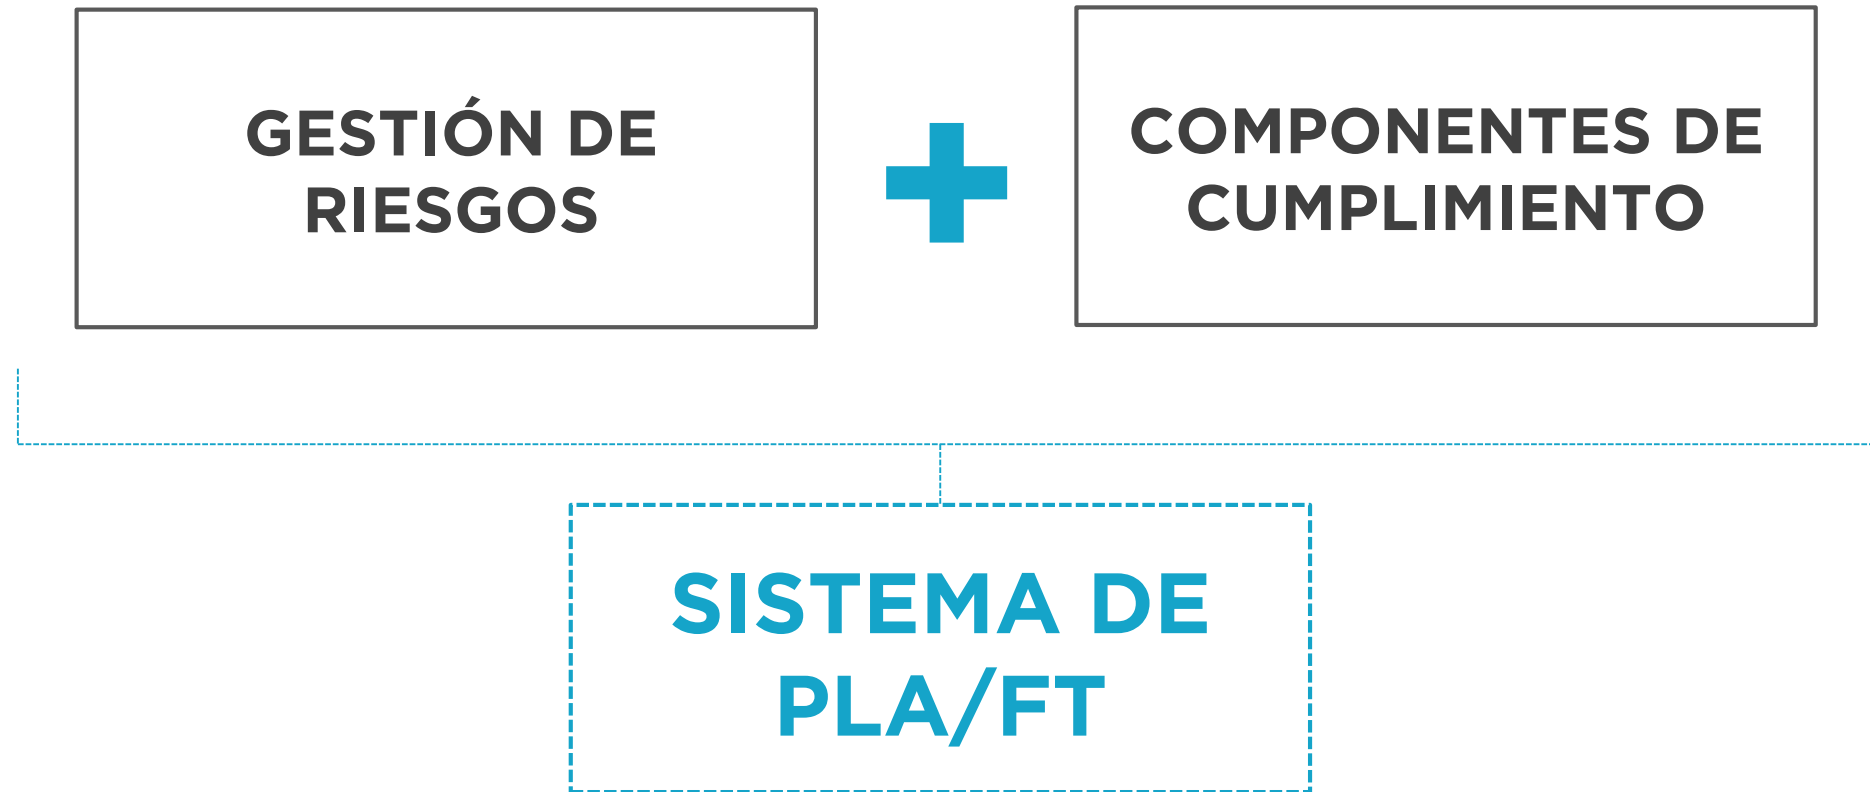 GESTIÓN DE
RIESGOS
COMPONENTES DE
CUMPLIMIENTO
SISTEMA DE
PLA/FT